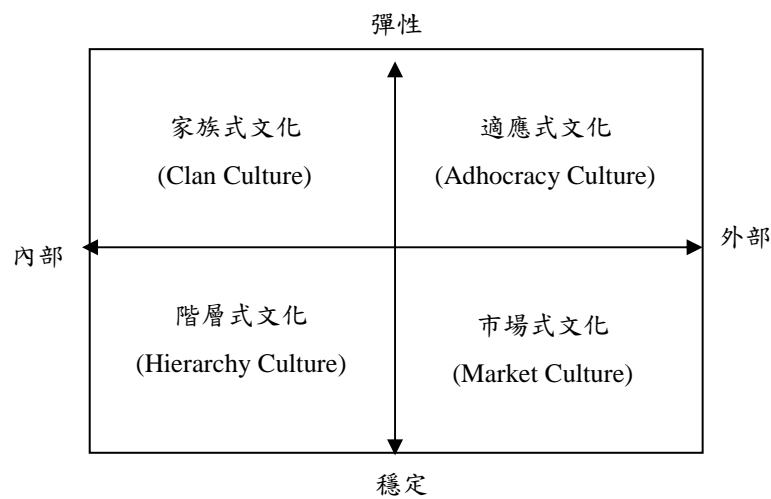 彈性
家族式文化
(Clan Culture)
適應式文化
(Adhocracy Culture)
內部
外部
階層式文化
(Hierarchy Culture)
市場式文化
(Market Culture)
穩定